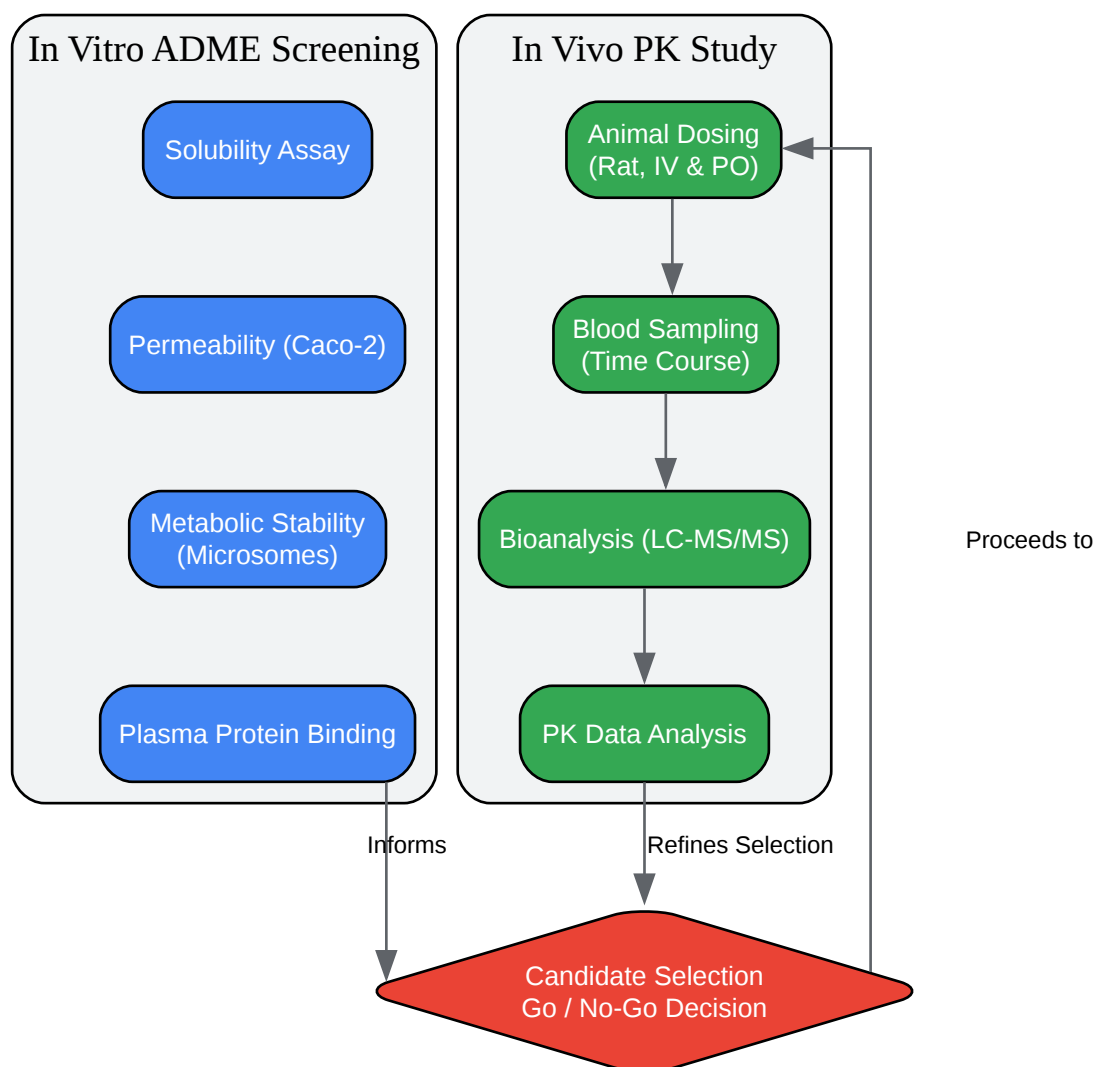 In Vitro ADME Screening
Solubility Assay
Permeability (Caco-2)
Metabolic Stability
(Microsomes)
Plasma Protein Binding
In Vivo PK Study
Animal Dosing
(Rat, IV & PO)
Blood Sampling
(Time Course)
Bioanalysis (LC-MS/MS)
PK Data Analysis
Proceeds to
Informs
Refines Selection
Candidate Selection
Go / No-Go Decision